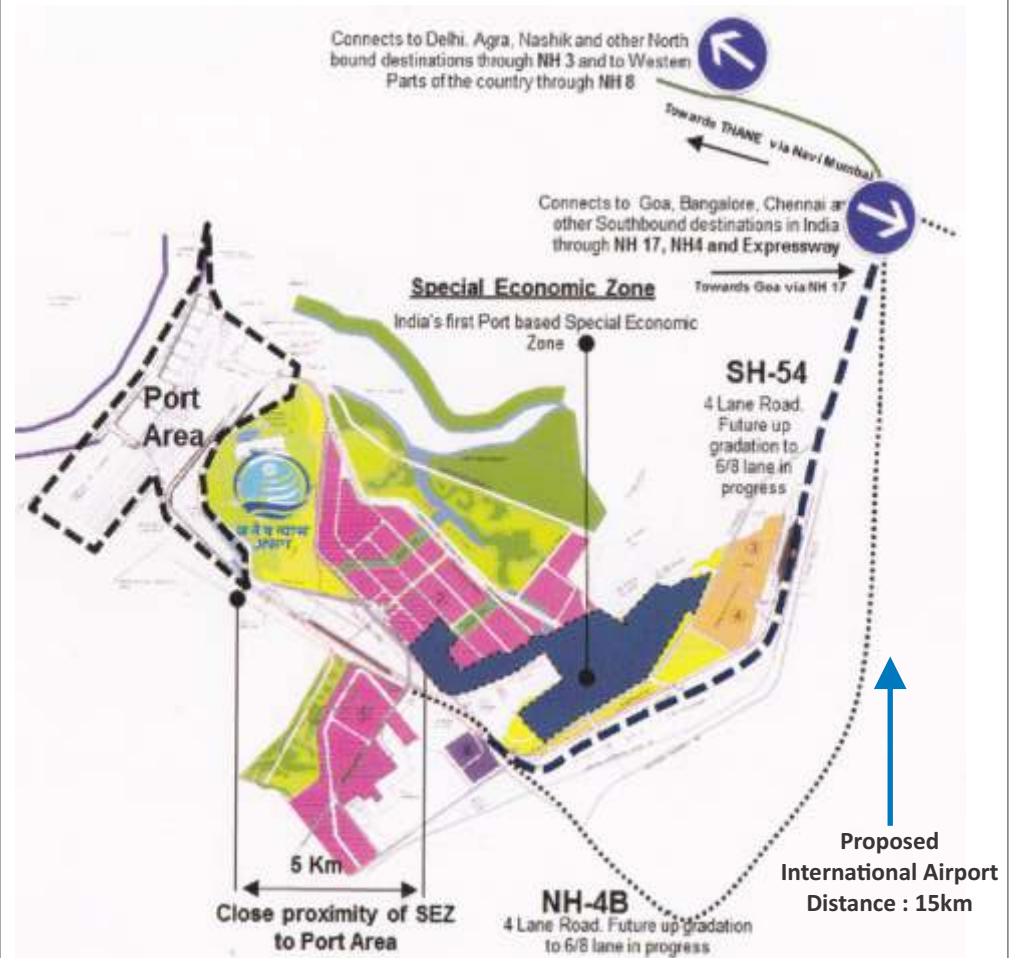 Connects to Delhi. Agra, Nashik and other North
bound destinations through NH 3 and to Western
Parts of the country through NH 8
Towards THANE via Navi Mumbai
Connects to Goa, Bangalore, Chennai ar
other Southbound destinations in India
through NH 17, NH4 and Expressway
Towards Goa via NH 17
Special Economic Zone
India's first Port based Special Economic
Zone
SH-54
4 Lane Road.
Future up
gradation to
6/8 lane in
progress
Port
Area
5 Km
Close proximity of SEZ
to Port Area
NH-4B
4 Lane Road. Future up gradation
to 6/8 lane in progress
Proposed
International Airport
Distance : 15km